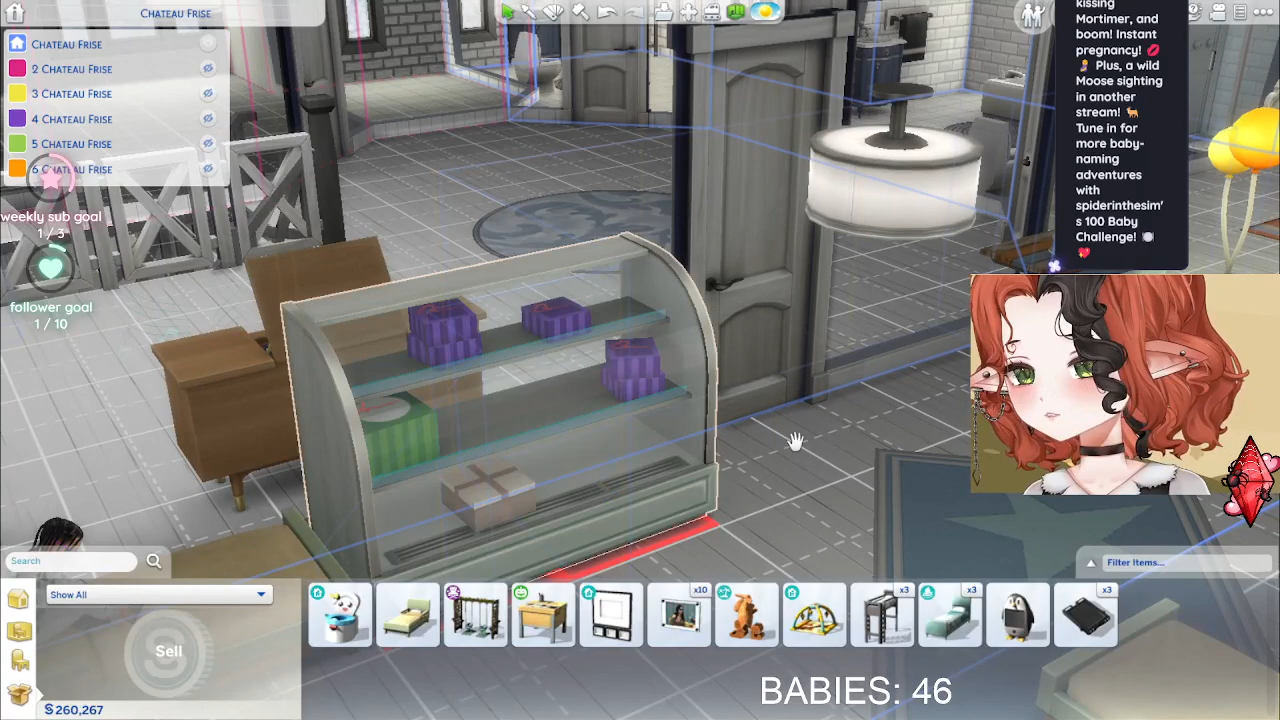 CHATEAU FRISE
CHATEAU FRISE
2 CHATEAU FRISE
3 CHATEAU FRISE
4 CHATEAU FRISE
5 CHATEAU FRISE
6 CHATEAU FRISE
weekly sub goal
1 / 3
follower goal
1 / 10
kissing
Mortimer, and
boom! Instant
pregnancy! 💋
🤰 Plus, a wild
Moose sighting
in another
stream! 🫎
Tune in for
more baby-
naming
adventures
with
spiderinthesim'
s 100 Baby
Challenge! 🍽️
❤️
Search
Filter Items...
Show All
Sell
§260,267
x10
x3
x3
x3
BABIES: 46